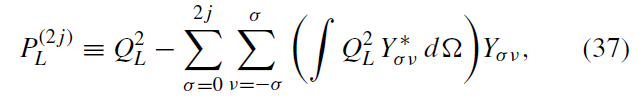 $$P_L^{(2j)} \equiv Q_L^2 - \sum_{\sigma=0}^{2j} \sum_{\nu=-\sigma}^{\sigma} \left( \int Q_L^2 \, Y_{\sigma\nu}^* \, d\Omega \right) Y_{\sigma\nu}, \quad (37)$$